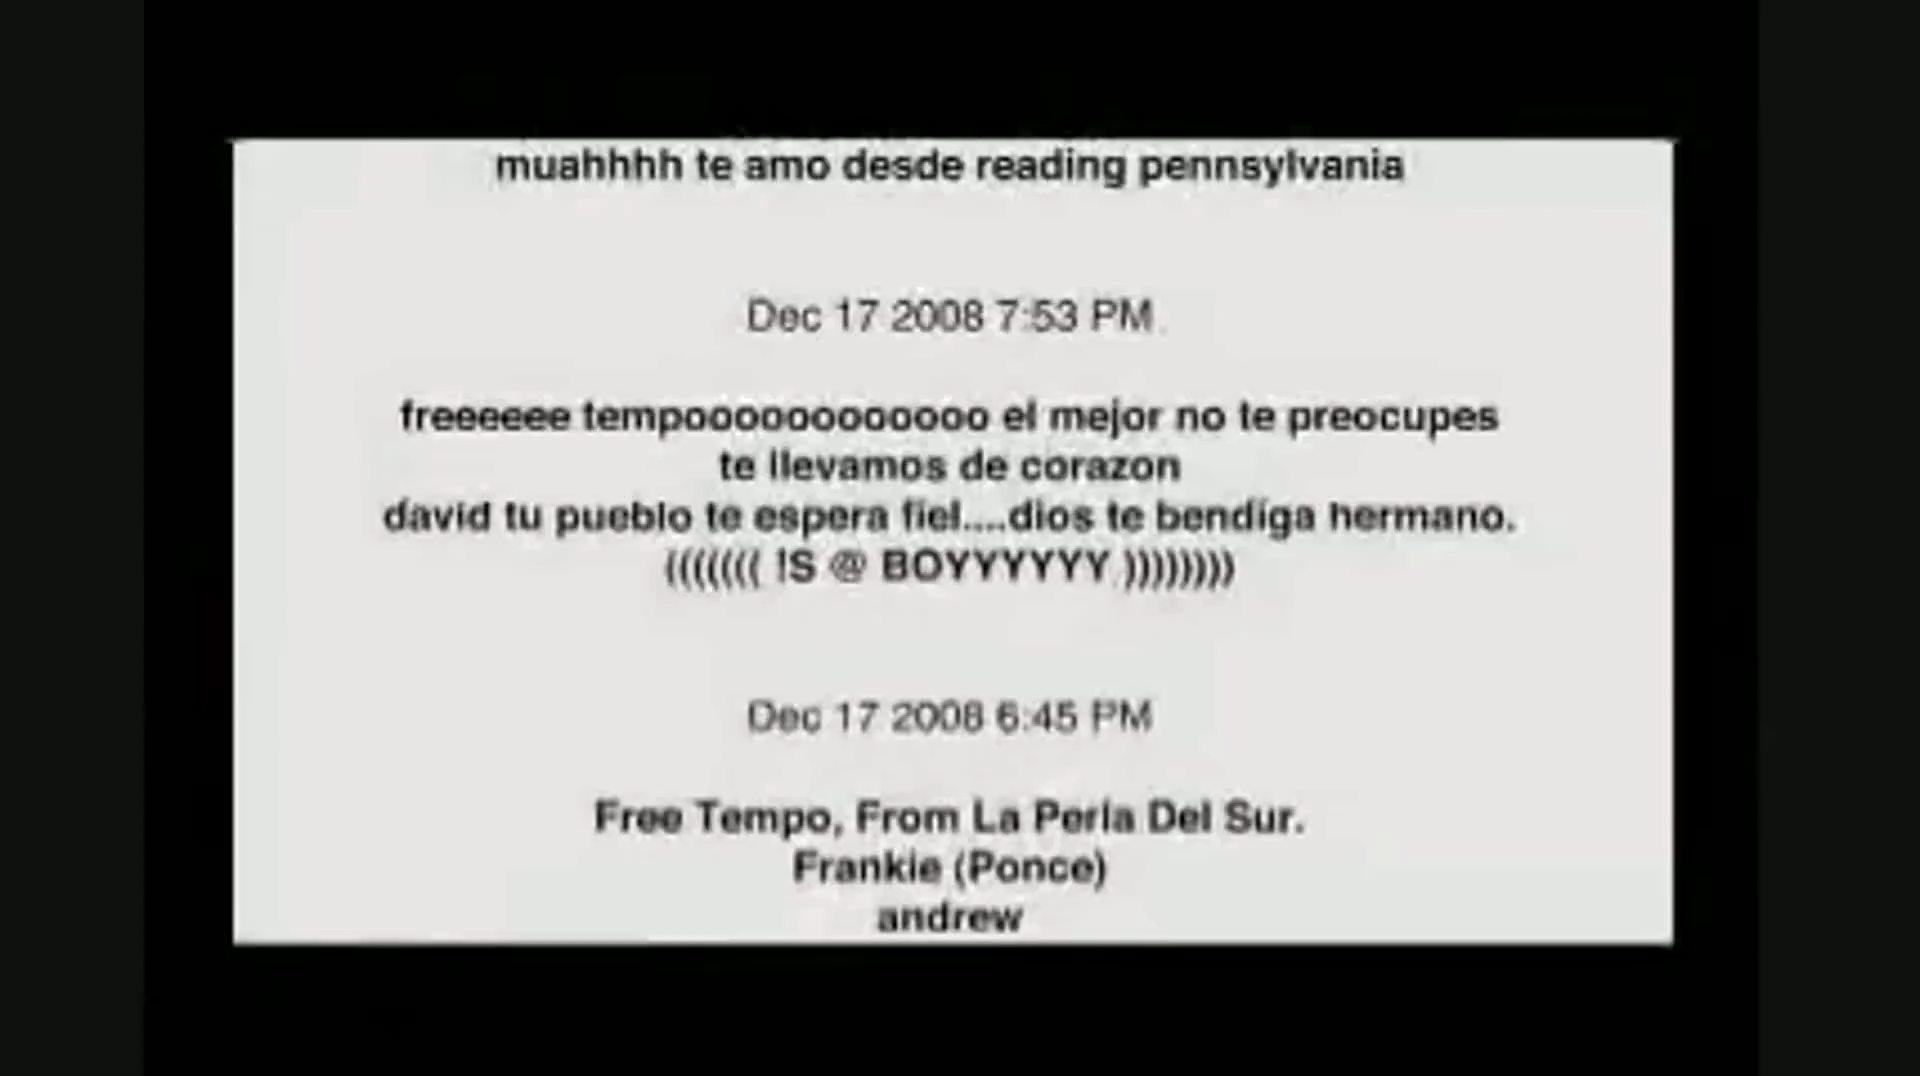 muahhhh te amo desde reading pennsylvania
Dec 17 2008 7:53 PM
freeeeee tempooooooooooooo el mejor no te preocupes
te llevamos de corazon
david tu pueblo te espera fiel....dios te bendiga hermano.
((((((( IS @ BOYYYYYY ))))))))
Dec 17 2008 6:45 PM
Free Tempo, From La Perla Del Sur.
Frankie (Ponce)
andrew